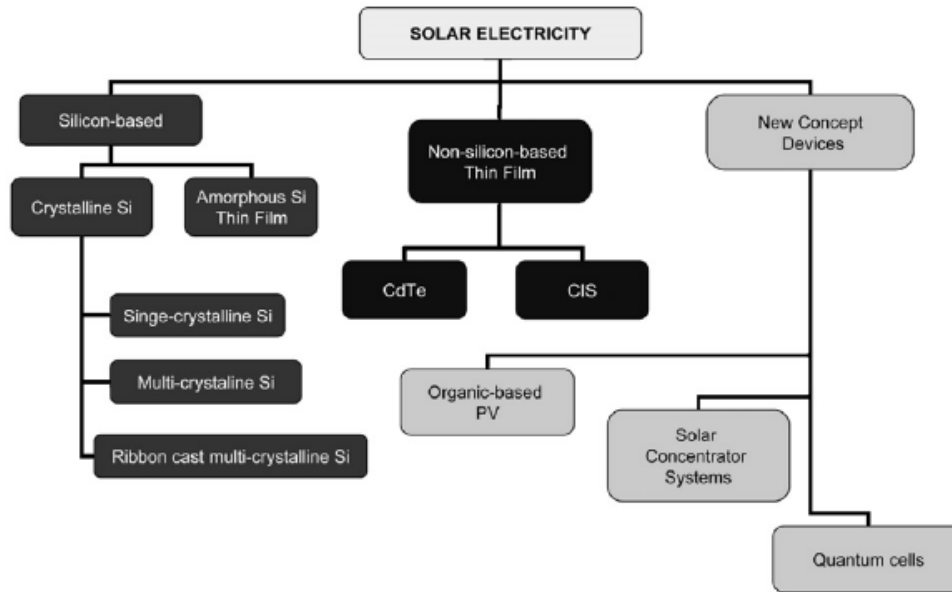 SOLAR ELECTRICITY
Silicon-based
Non-silicon-based
Thin Film
New Concept
Devices
Crystalline Si
Amorphous Si
Thin Film
CdTe
CIS
Singe-crystalline Si
Multi-crystaline Si
Ribbon cast multi-crystalline Si
Organic-based
PV
Solar
Concentrator
Systems
Quantum cells